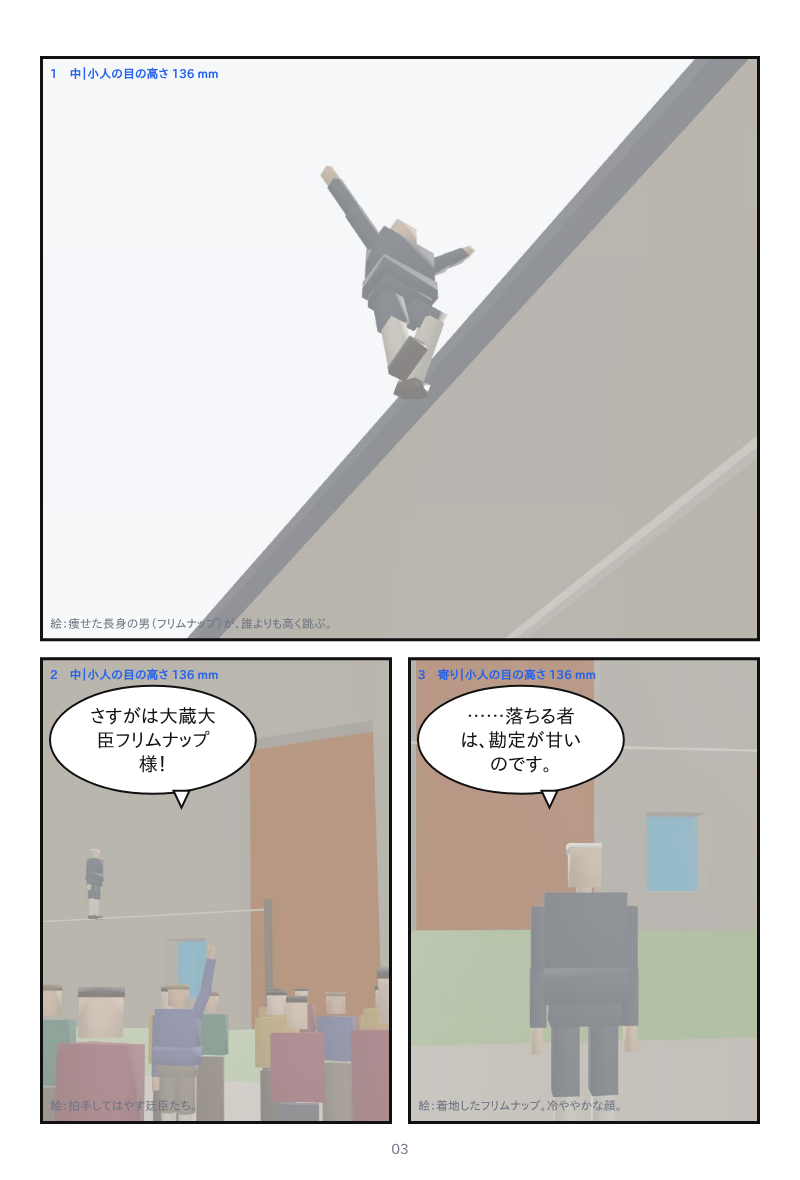 1 中|小人の目の高さ 136 mm
絵：痩せた長身の男（フリムナップ）が、誰よりも高く跳ぶ。
2 中|小人の目の高さ 136 mm
さすがは大蔵大
臣フリムナップ
様！
絵：拍手してはやす廷臣たち。
3 寄り|小人の目の高さ 136 mm
……落ちる者
は、勘定が甘い
のです。
絵：着地したフリムナップ。冷ややかな顔。
03